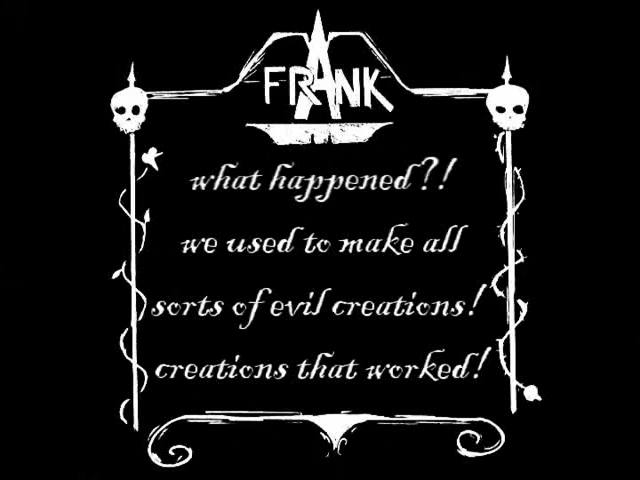 FRANK
what happened?!
we used to make all
sorts of evil creations!
creations that worked!